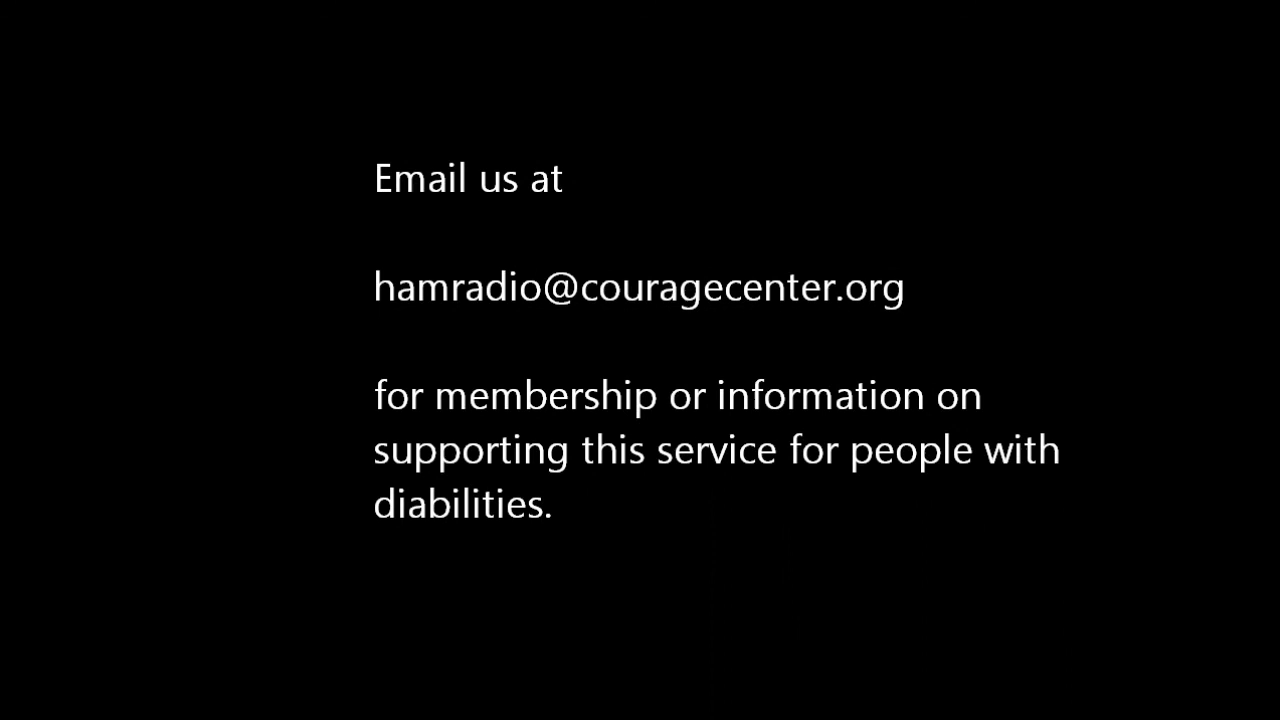 Email us at
hamradio@couragecenter.org
for membership or information on
supporting this service for people with
diabilities.